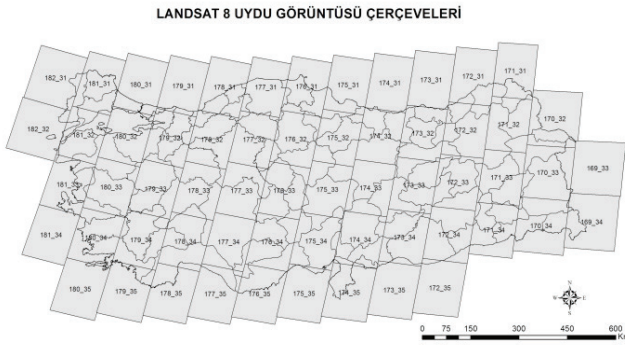 LANDSAT 8 UYDU GÖRÜNTÜSÜ ÇERÇEVELERİ
182_31 181_31 180_31 179_31 178_31 177_31 176_31 175_31 174_31 173_31 172_31 171_31
182_32 181_32 180_32 179_32 178_32 177_32 176_32 175_32 174_32 173_32 172_32 171_32 170_32
181_33 180_33 179_33 178_33 177_33 176_33 175_33 174_33 173_33 172_33 171_33 170_33 169_33
181_34 180_34 179_34 178_34 177_34 176_34 175_34 174_34 173_34 172_34 171_34 170_34 169_34
180_35 179_35 178_35 177_35 176_35 175_35 174_35 173_35 172_35
N
W E
S
0 75 150 300 450 600